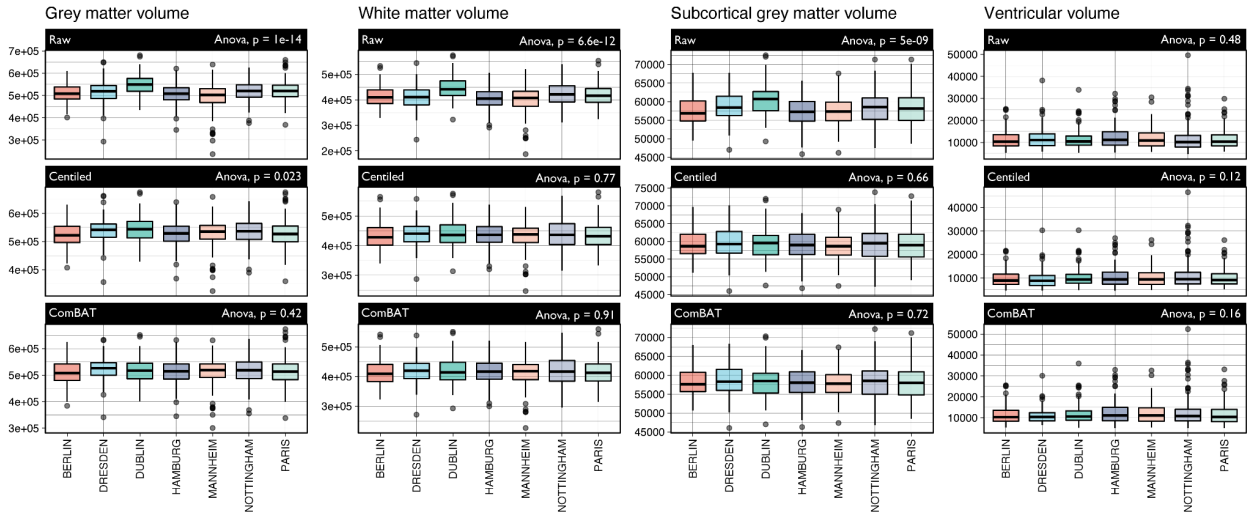 Grey matter volume
Raw Anova, p = 1e-14
7e+05
6e+05
5e+05
4e+05
3e+05
Centiled Anova, p = 0.023
6e+05
5e+05
4e+05
ComBAT Anova, p = 0.42
6e+05
5e+05
4e+05
3e+05
BERLIN
DRESDEN
DUBLIN
HAMBURG
MANNHEIM
NOTTINGHAM
PARIS
White matter volume
Raw Anova, p = 6.6e-12
5e+05
4e+05
3e+05
2e+05
Centiled Anova, p = 0.77
6e+05
5e+05
4e+05
3e+05
ComBAT Anova, p = 0.91
5e+05
4e+05
3e+05
BERLIN
DRESDEN
DUBLIN
HAMBURG
MANNHEIM
NOTTINGHAM
PARIS
Subcortical grey matter volume
Raw Anova, p = 5e-09
70000
65000
60000
55000
50000
45000
Centiled Anova, p = 0.66
75000
70000
65000
60000
55000
50000
45000
ComBAT Anova, p = 0.72
70000
65000
60000
55000
50000
45000
BERLIN
DRESDEN
DUBLIN
HAMBURG
MANNHEIM
NOTTINGHAM
PARIS
Ventricular volume
Raw Anova, p = 0.48
50000
40000
30000
20000
10000
Centiled Anova, p = 0.12
40000
30000
20000
10000
ComBAT Anova, p = 0.16
50000
40000
30000
20000
10000
BERLIN
DRESDEN
DUBLIN
HAMBURG
MANNHEIM
NOTTINGHAM
PARIS